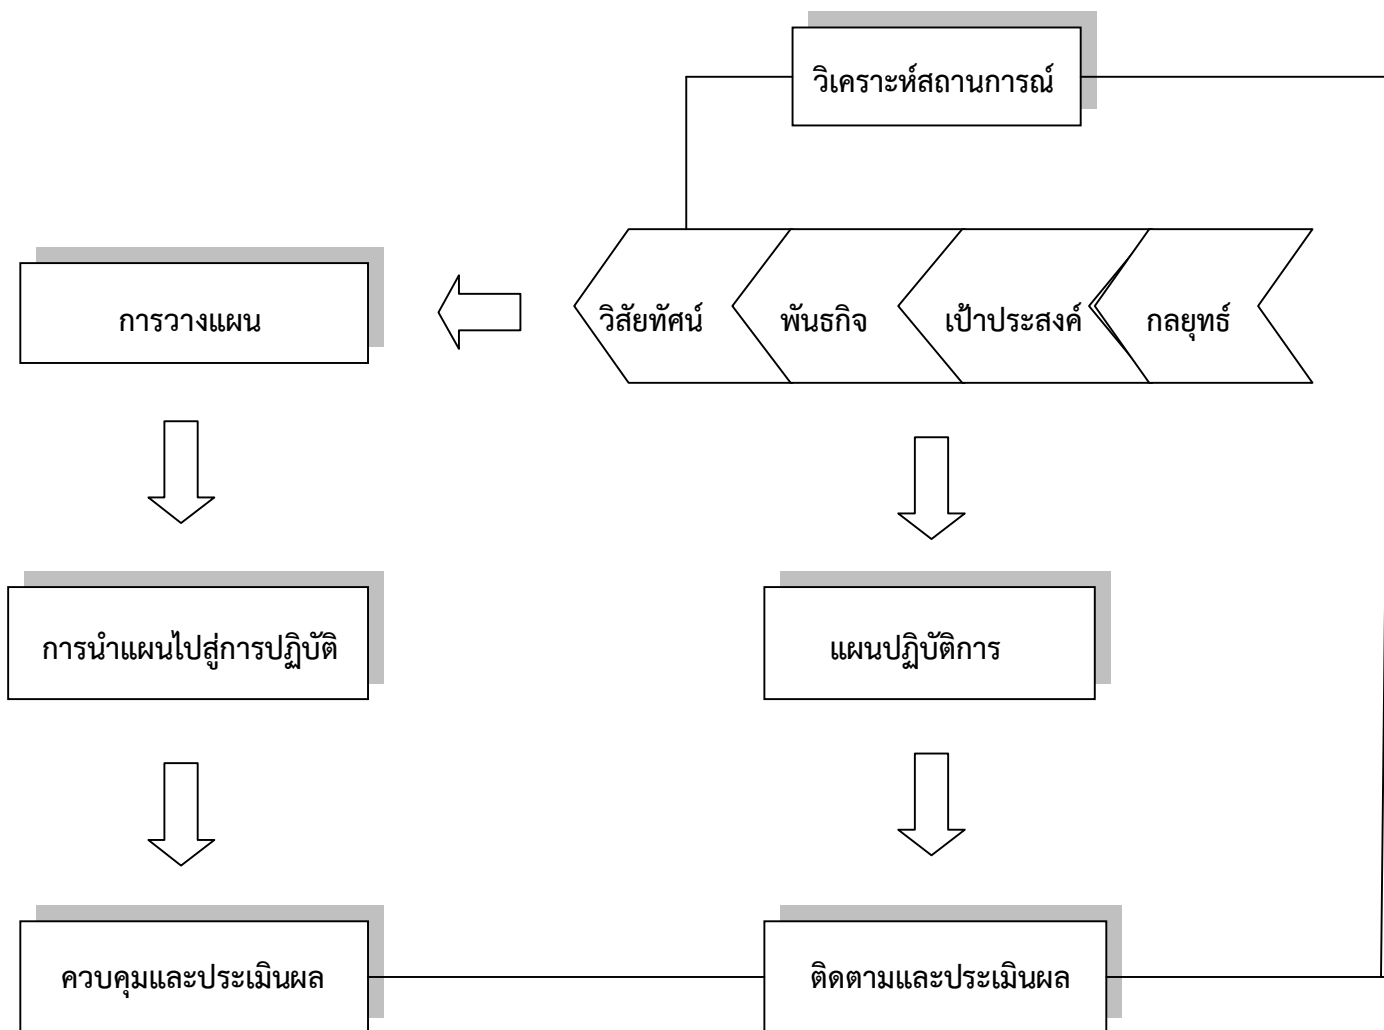 วิเคราะห์สถานการณ์
การวางแผน
วิสัยทัศน์
พันธกิจ
เป้าประสงค์
กลยุทธ์
การนำแผนไปสู่การปฏิบัติ
แผนปฏิบัติการ
ควบคุมและประเมินผล
ติดตามและประเมินผล